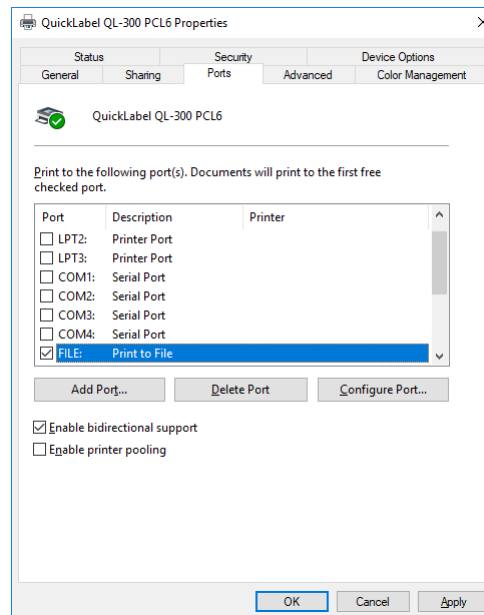 QuickLabel QL-300 PCL6 Properties
Status Security Device Options
General Sharing Ports Advanced Color Management
QuickLabel QL-300 PCL6
Print to the following port(s). Documents will print to the first free
checked port.
Port Description Printer
LPT2: Printer Port
LPT3: Printer Port
COM1: Serial Port
COM2: Serial Port
COM3: Serial Port
COM4: Serial Port
FILE: Print to File
Add Port... Delete Port Configure Port...
Enable bidirectional support
Enable printer pooling
OK Cancel Apply